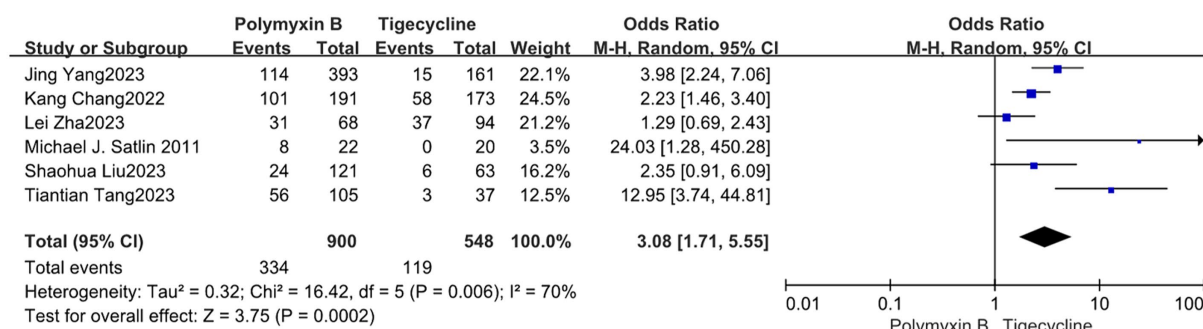 Polymyxin B Tigecycline Odds Ratio Odds Ratio
Study or Subgroup Events Total Events Total Weight M-H, Random, 95% CI M-H, Random, 95% CI
Jing Yang2023 114 393 15 161 22.1% 3.98 [2.24, 7.06]
Kang Chang2022 101 191 58 173 24.5% 2.23 [1.46, 3.40]
Lei Zha2023 31 68 37 94 21.2% 1.29 [0.69, 2.43]
Michael J. Satlin 2011 8 22 0 20 3.5% 24.03 [1.28, 450.28]
Shaohua Liu2023 24 121 6 63 16.2% 2.35 [0.91, 6.09]
Tiantian Tang2023 56 105 3 37 12.5% 12.95 [3.74, 44.81]
Total (95% CI) 900 548 100.0% 3.08 [1.71, 5.55]
Total events 334 119
Heterogeneity: Tau² = 0.32; Chi² = 16.42, df = 5 (P = 0.006); I² = 70%
Test for overall effect: Z = 3.75 (P = 0.0002)
0.01 0.1 1 10 100
Polymyxin B Tigecycline